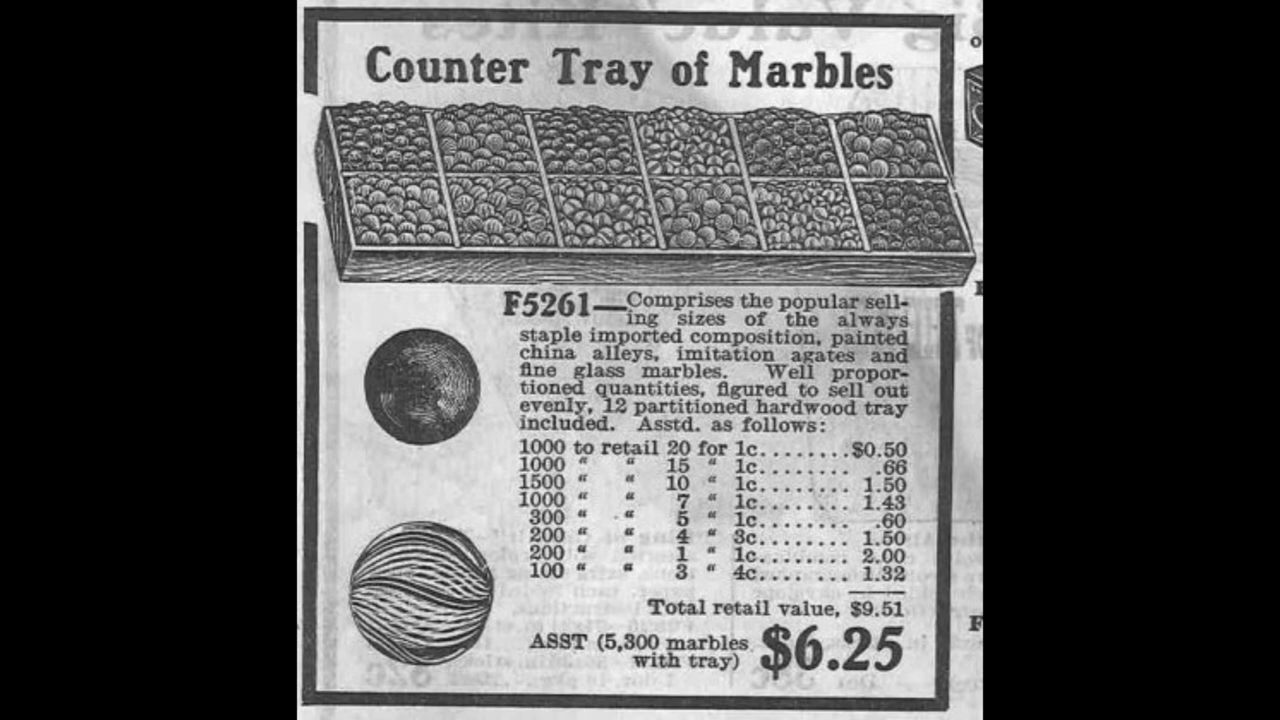 Counter Tray of Marbles
F5261—Comprises the popular sell-
ing sizes of the always
staple imported composition, painted
china alleys, imitation agates and
fine glass marbles. Well propor-
tioned quantities, figured to sell out
evenly, 12 partitioned hardwood tray
included. Asstd. as follows:
1000 to retail 20 for 1c........$0.50
1000 “ “ 15 “ 1c........ .66
1500 “ “ 10 “ 1c........ 1.50
1000 “ “ 7 “ 1c........ 1.43
300 “ “ 5 “ 1c........ .60
200 “ “ 4 “ 3c........ 1.50
200 “ “ 1 “ 1c........ 2.00
100 “ “ 3 “ 4c........ 1.32
Total retail value, $9.51
ASST (5,300 marbles
with tray) $6.25